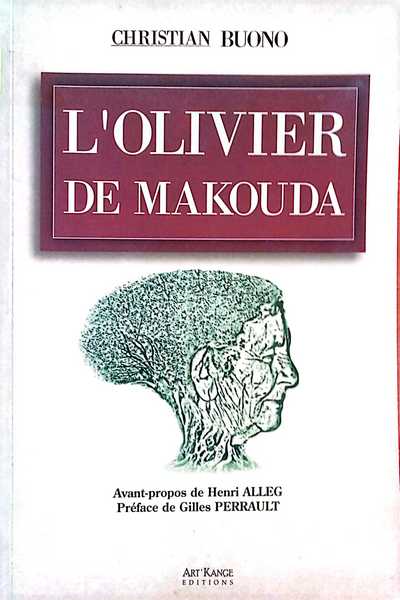 CHRISTIAN BUONO
L'OLIVIER
DE MAKOUDA
Avant-propos de Henri ALLEG
Préface de Gilles PERRAULT
ART'KANGE
EDITIONS